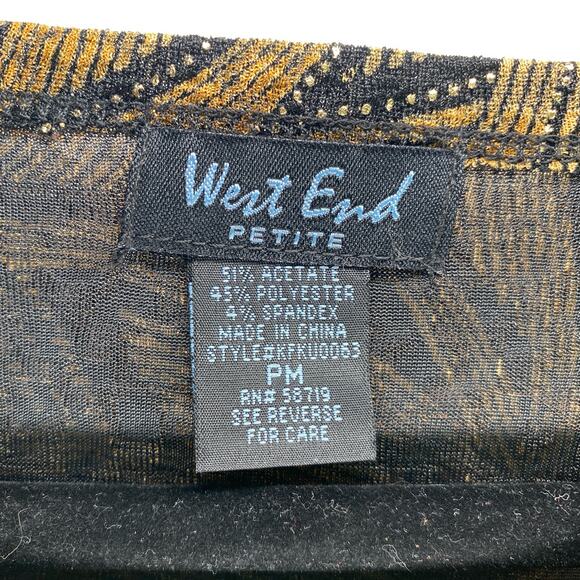 West End
PETITE
51% ACETATE
45% POLYESTER
4% SPANDEX
MADE IN CHINA
STYLE#KFKU0063
PM
RN# 58719
SEE REVERSE
FOR CARE